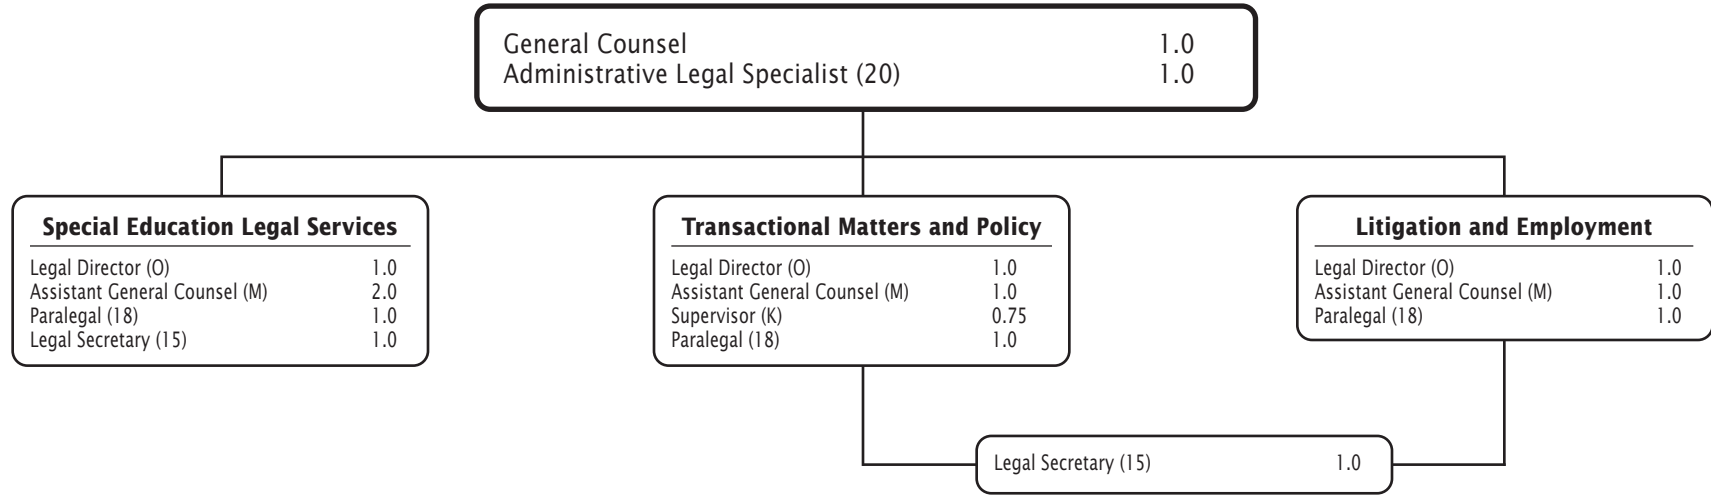 General Counsel 1.0
Administrative Legal Specialist (20) 1.0
Special Education Legal Services
Legal Director (O) 1.0
Assistant General Counsel (M) 2.0
Paralegal (18) 1.0
Legal Secretary (15) 1.0
Transactional Matters and Policy
Legal Director (O) 1.0
Assistant General Counsel (M) 1.0
Supervisor (K) 0.75
Paralegal (18) 1.0
Litigation and Employment
Legal Director (O) 1.0
Assistant General Counsel (M) 1.0
Paralegal (18) 1.0
Legal Secretary (15) 1.0